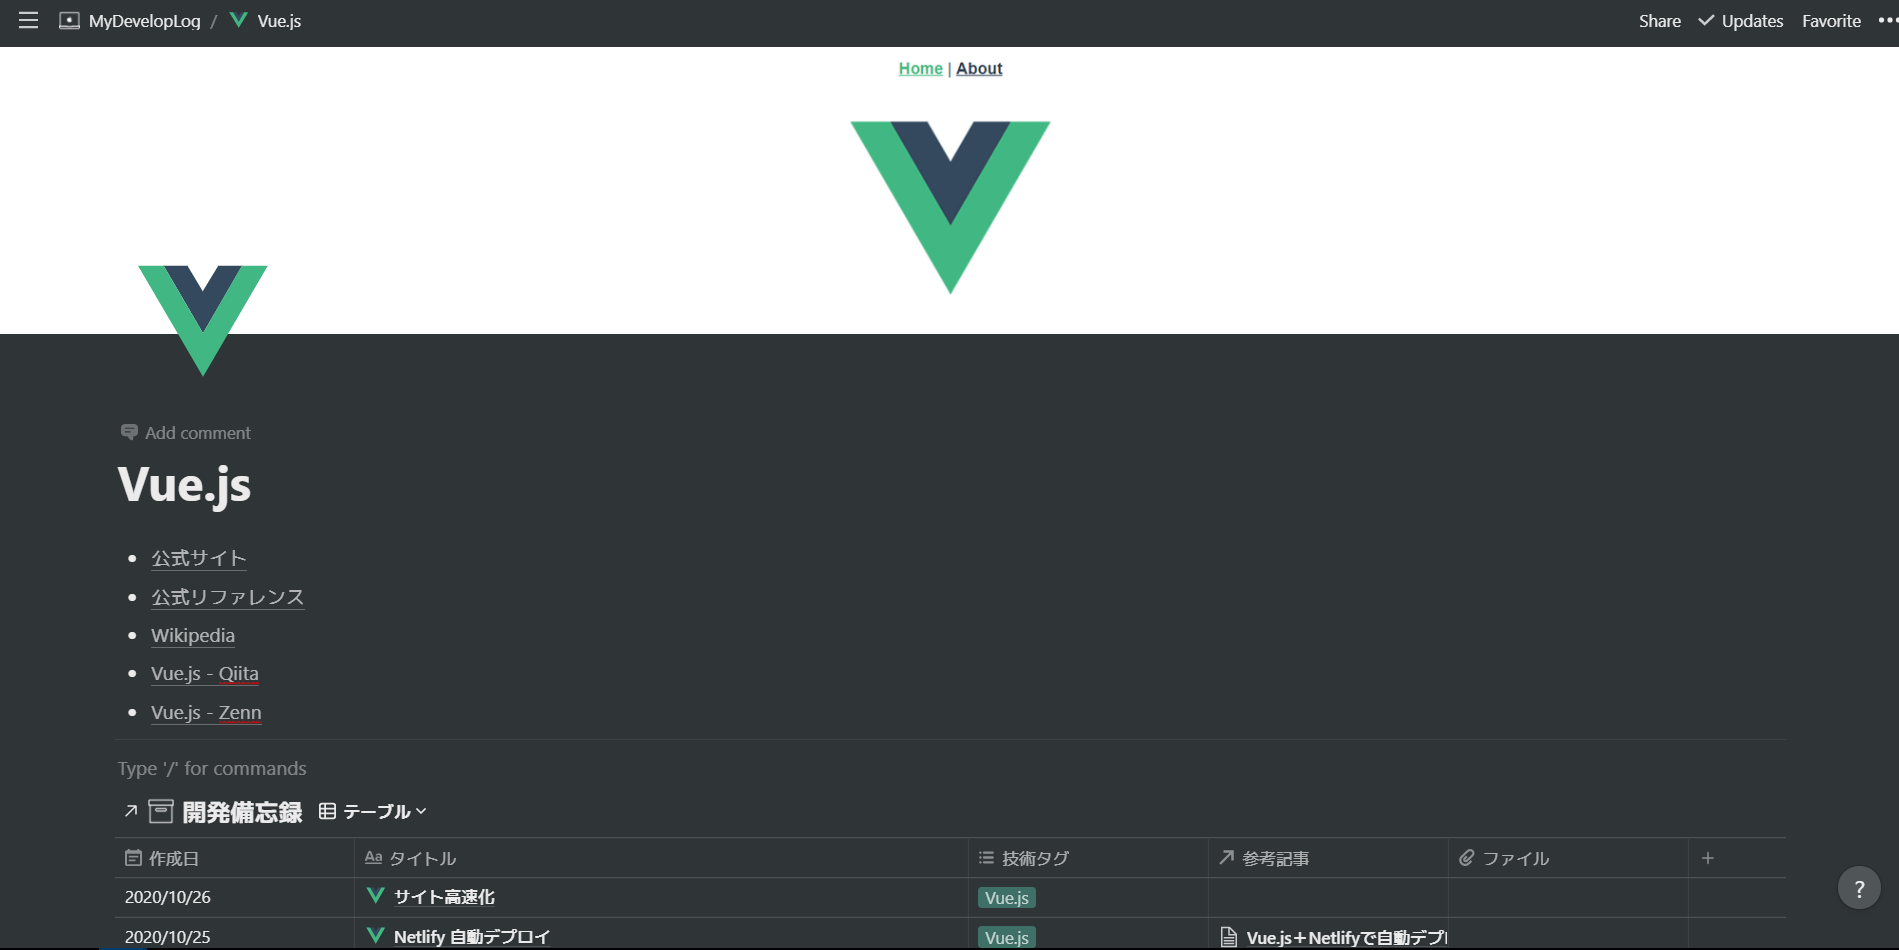 MyDevelopLog / Vue.js Share Updates Favorite
Home | About
Add comment
Vue.js
公式サイト
公式リファレンス
Wikipedia
Vue.js - Qiita
Vue.js - Zenn
Type '/' for commands
開発備忘録 テーブル
作成日 Aa タイトル 技術タグ 参考記事 ファイル +
2020/10/26 サイト高速化 Vue.js
2020/10/25 Netlify 自動デプロイ Vue.js Vue.js+Netlifyで自動デプ
?